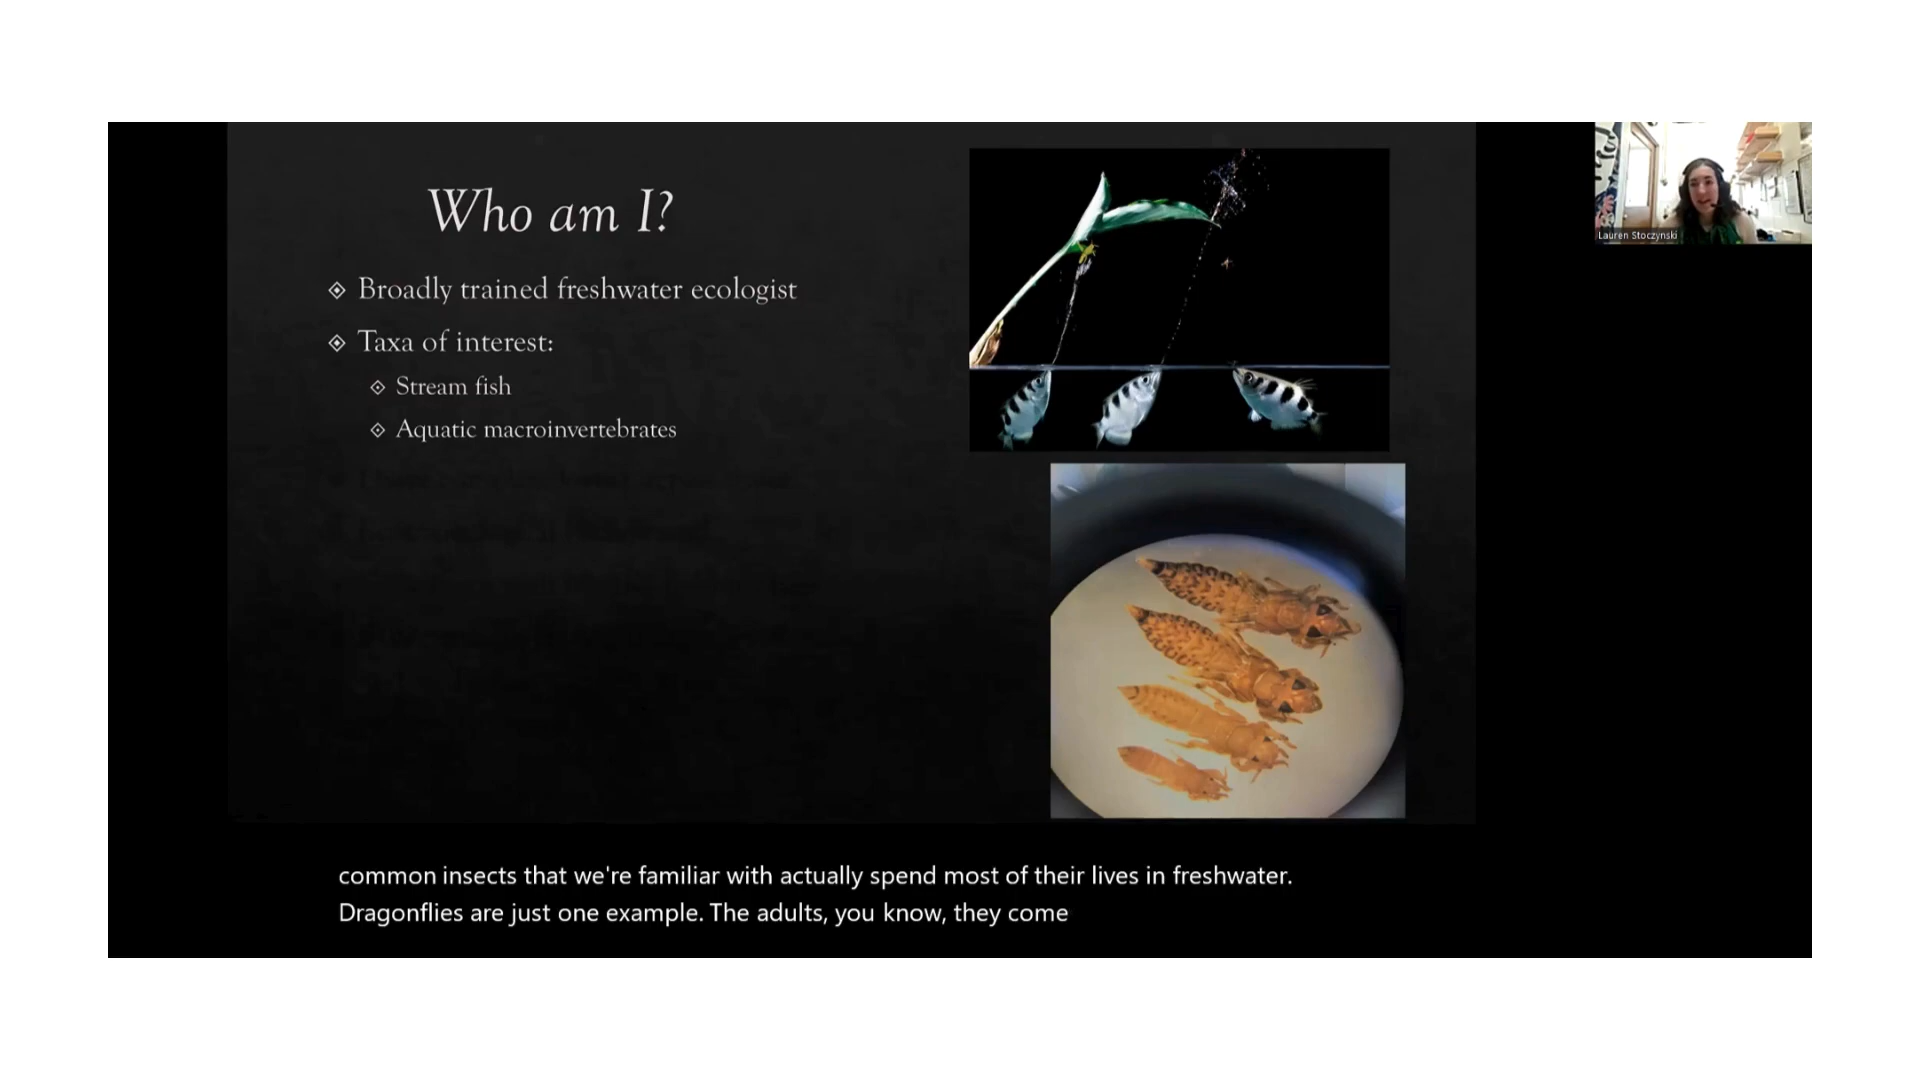 Who am I?
Broadly trained freshwater ecologist
Taxa of interest:
Stream fish
Aquatic macroinvertebrates
Lauren Stoczynski
common insects that we're familiar with actually spend most of their lives in freshwater.
Dragonflies are just one example. The adults, you know, they come